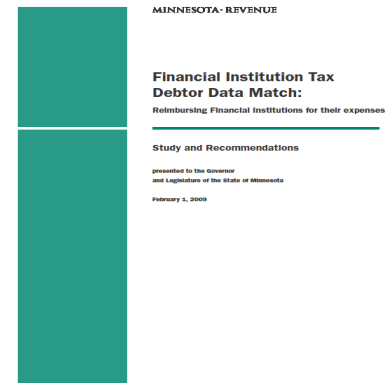 MINNESOTA· REVENUE
Financial Institution Tax
Debtor Data Match:
Reimbursing Financial Institutions for their expenses
Study and Recommendations
presented to the Governor
and Legislature of the State of Minnesota
February 1, 2009